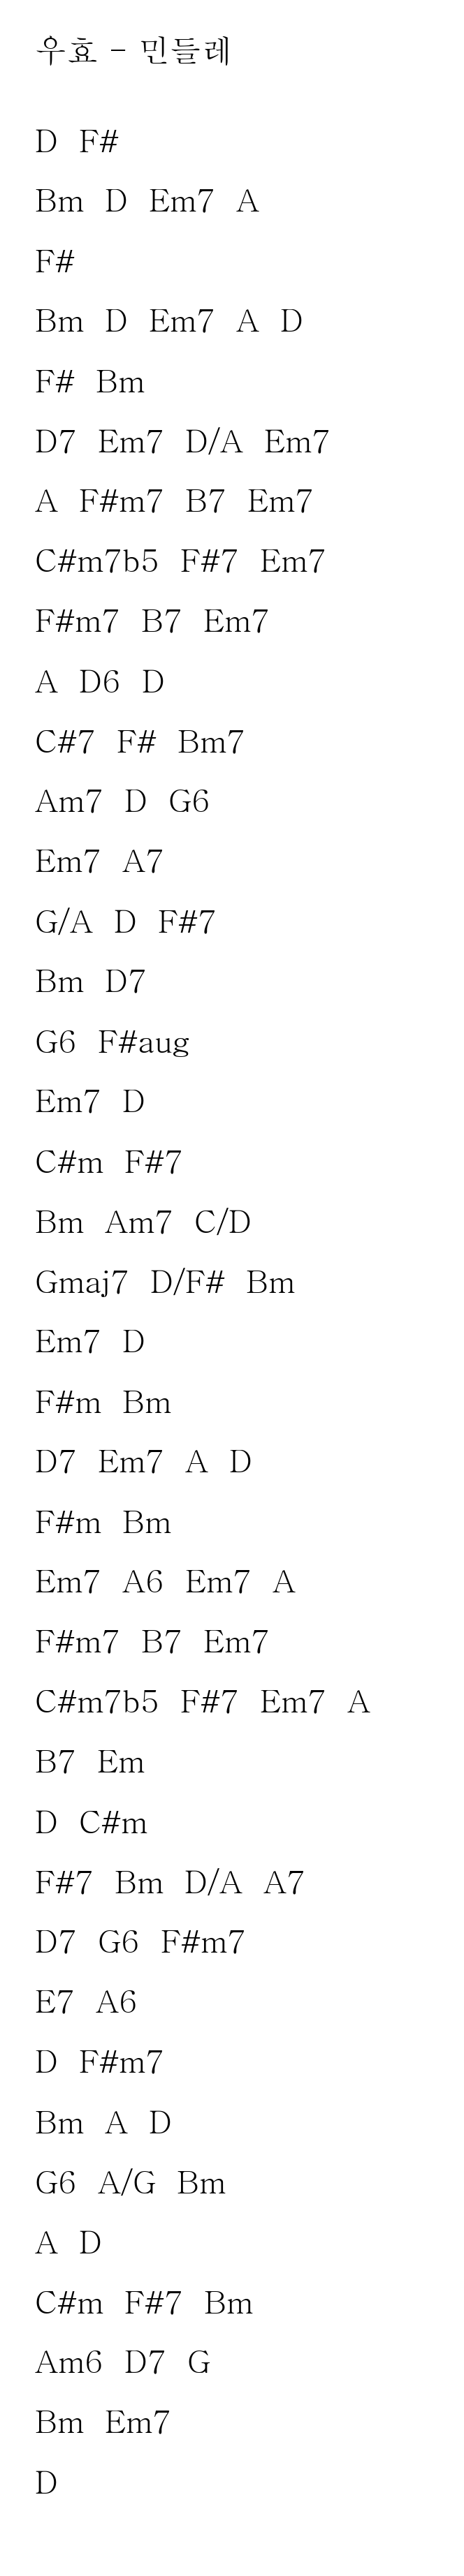 우효 - 민들레
D F#
Bm D Em7 A
F#
Bm D Em7 A D
F# Bm
D7 Em7 D/A Em7
A F#m7 B7 Em7
C#m7b5 F#7 Em7
F#m7 B7 Em7
A D6 D
C#7 F# Bm7
Am7 D G6
Em7 A7
G/A D F#7
Bm D7
G6 F#aug
Em7 D
C#m F#7
Bm Am7 C/D
Gmaj7 D/F# Bm
Em7 D
F#m Bm
D7 Em7 A D
F#m Bm
Em7 A6 Em7 A
F#m7 B7 Em7
C#m7b5 F#7 Em7 A
B7 Em
D C#m
F#7 Bm D/A A7
D7 G6 F#m7
E7 A6
D F#m7
Bm A D
G6 A/G Bm
A D
C#m F#7 Bm
Am6 D7 G
Bm Em7
D